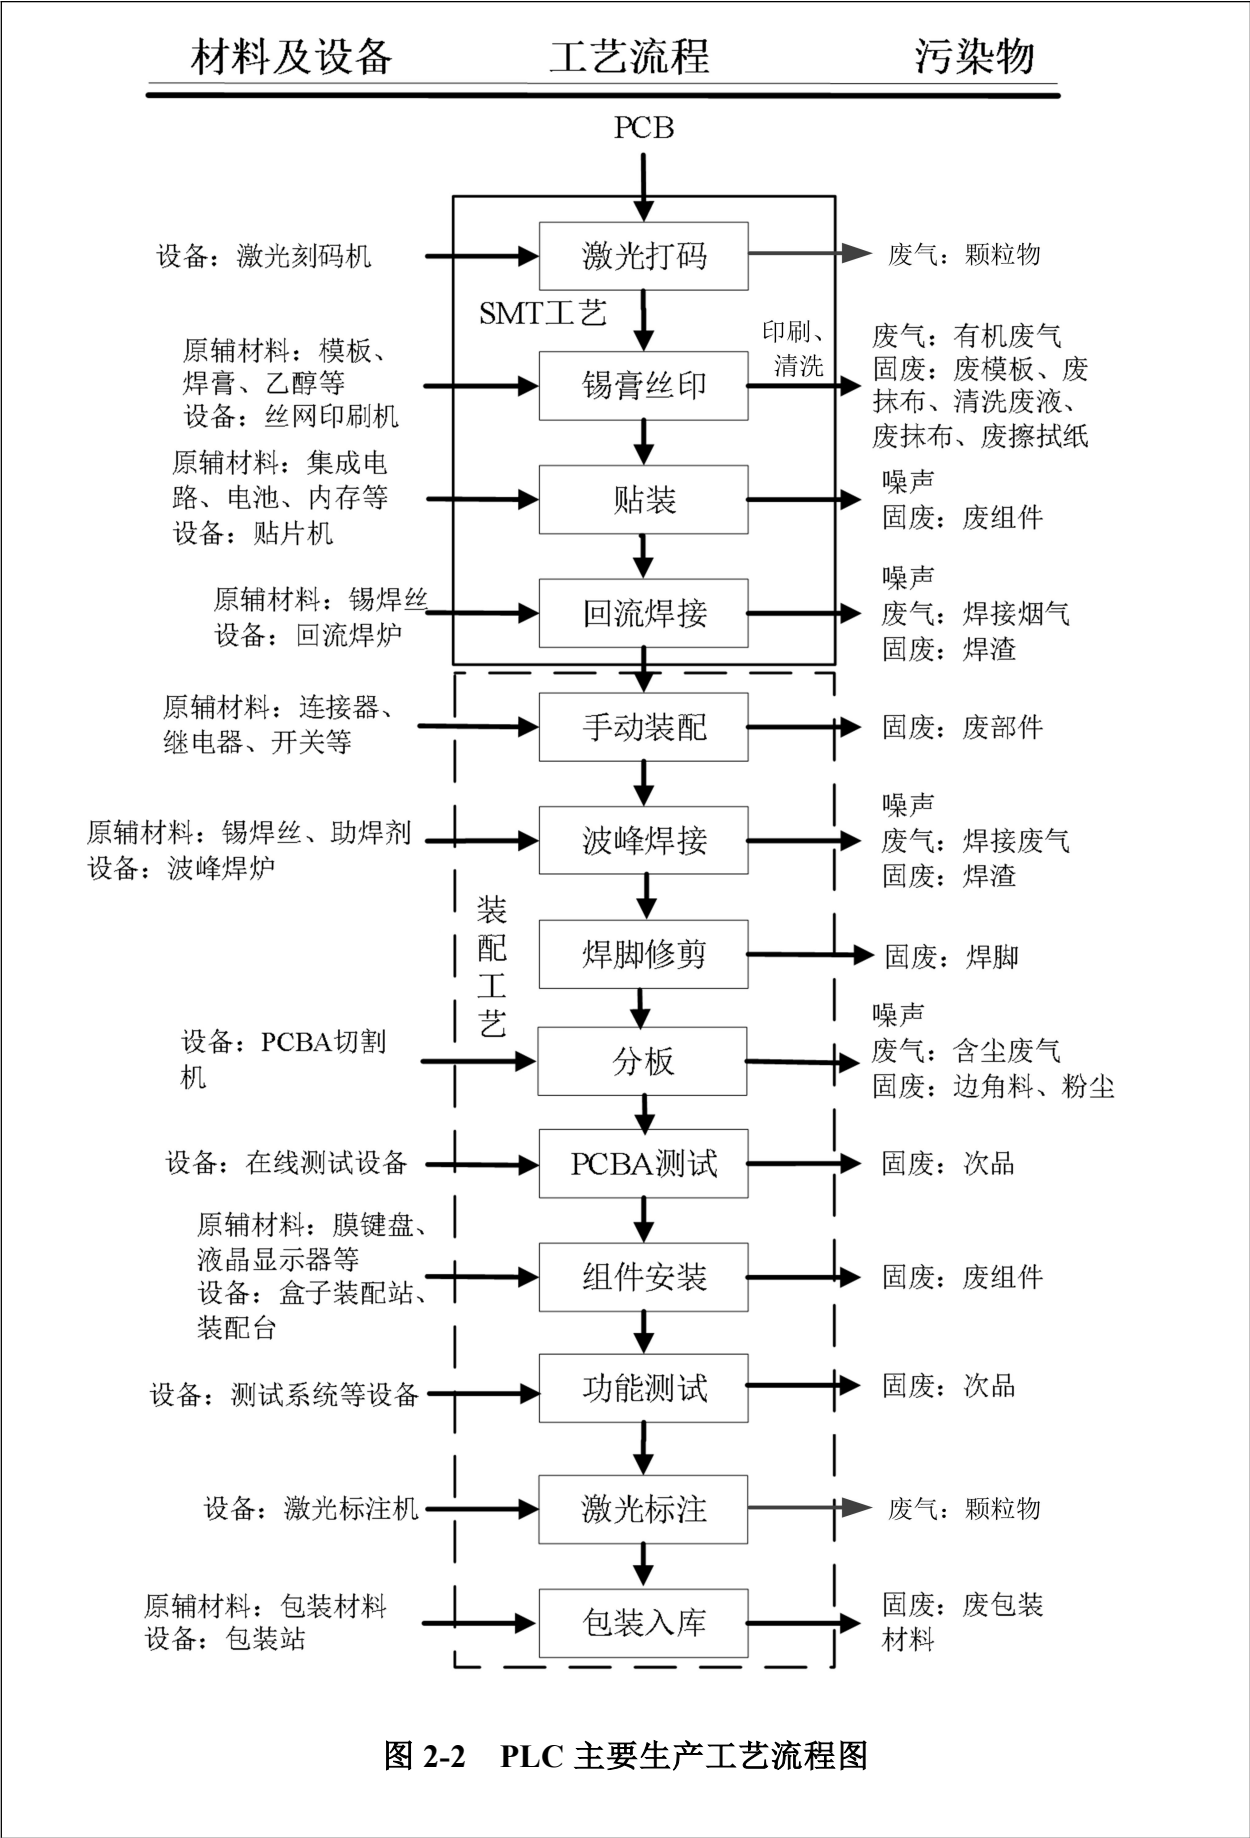 材料及设备 工艺流程 污染物
PCB
设备：激光刻码机
激光打码
废气：颗粒物
SMT工艺
原辅材料：模板、
焊膏、乙醇等
设备：丝网印刷机
锡膏丝印
印刷、
清洗
废气：有机废气
固废：废模板、废
抹布、清洗废液、
废抹布、废擦拭纸
原辅材料：集成电
路、电池、内存等
设备：贴片机
贴装
噪声
固废：废组件
原辅材料：锡焊丝
设备：回流焊炉
回流焊接
噪声
废气：焊接烟气
固废：焊渣
原辅材料：连接器、
继电器、开关等
手动装配
固废：废部件
原辅材料：锡焊丝、助焊剂
设备：波峰焊炉
波峰焊接
噪声
废气：焊接废气
固废：焊渣
装
配
工
艺
焊脚修剪
固废：焊脚
设备：PCBA切割
机
分板
噪声
废气：含尘废气
固废：边角料、粉尘
设备：在线测试设备
PCBA测试
固废：次品
原辅材料：膜键盘、
液晶显示器等
设备：盒子装配站、
装配台
组件安装
固废：废组件
设备：测试系统等设备
功能测试
固废：次品
设备：激光标注机
激光标注
废气：颗粒物
原辅材料：包装材料
设备：包装站
包装入库
固废：废包装
材料
图 2-2 PLC 主要生产工艺流程图